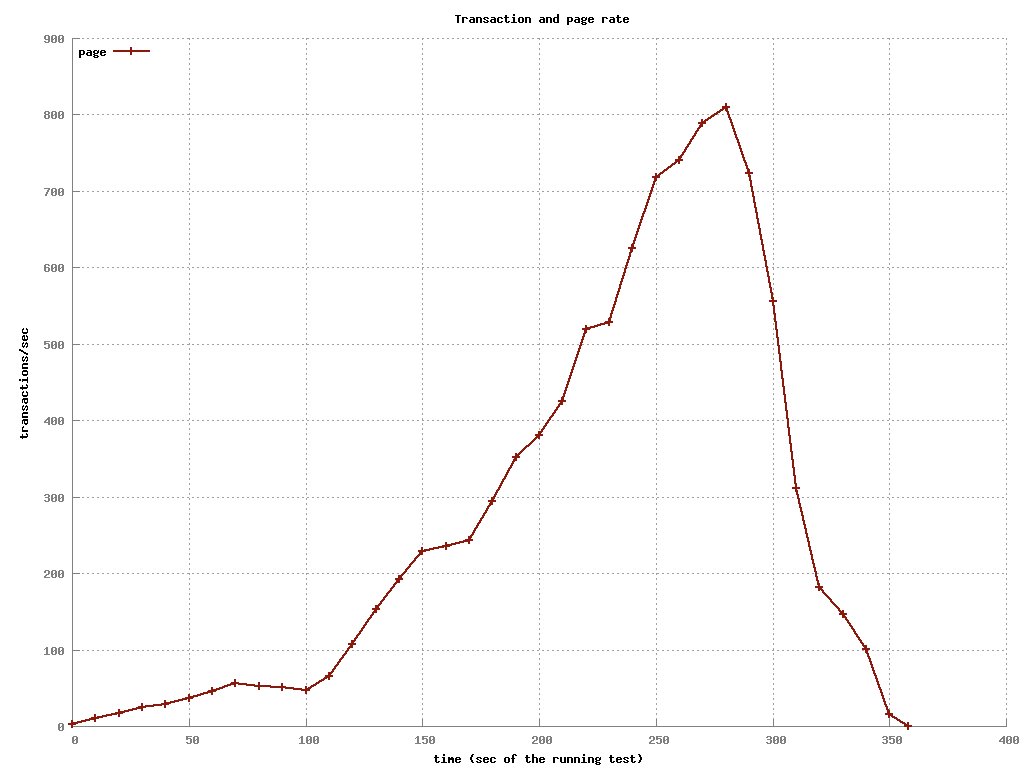 Transaction and page rate
page
900
800
700
600
500
400
300
200
100
0
transactions/sec
0 50 100 150 200 250 300 350 400
time (sec of the running test)